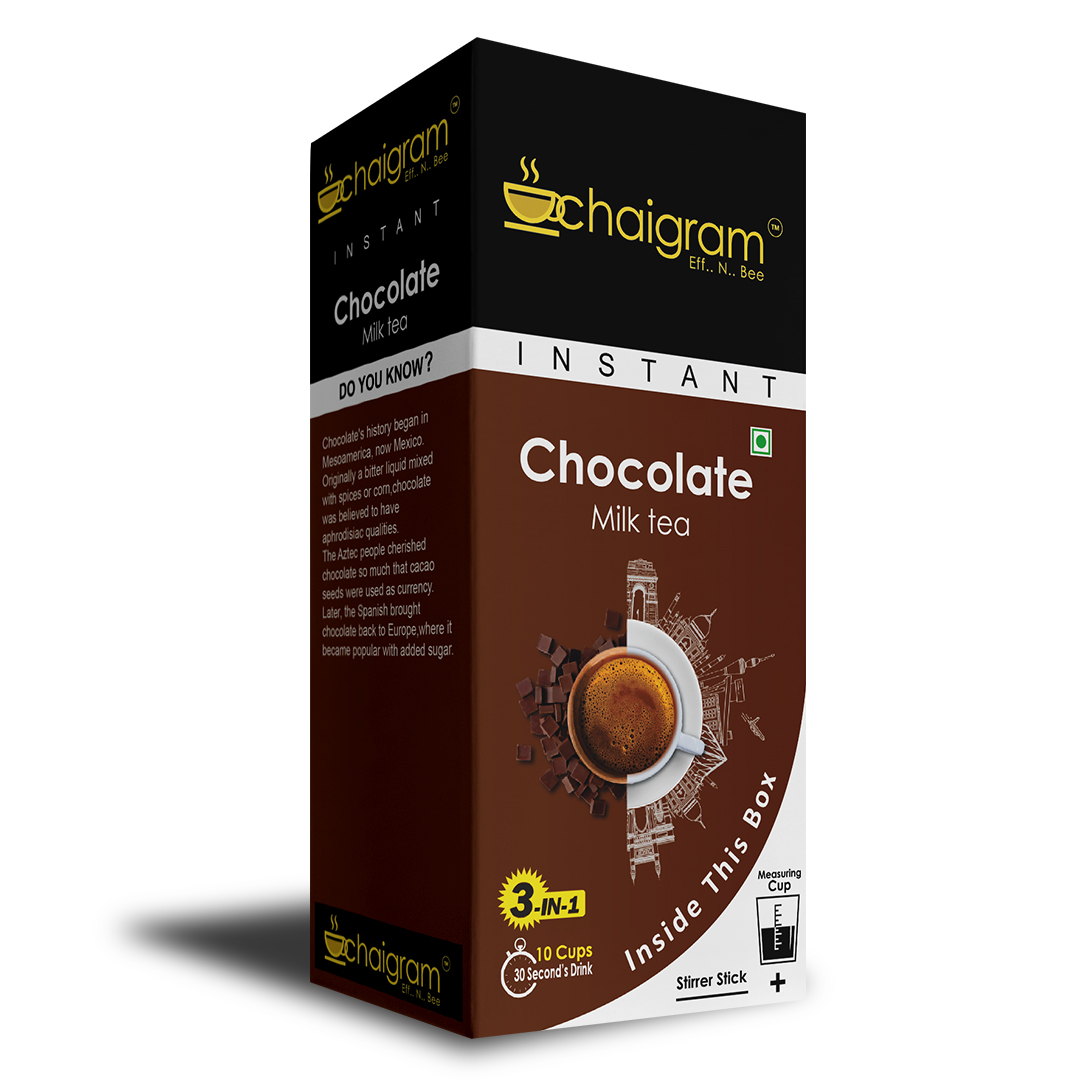 chaigram™
Eff.. N.. Bee
INSTANT
Chocolate
Milk tea
DO YOU KNOW?
Chocolate's history began in
Mesoamerica, now Mexico.
Originally a bitter liquid mixed
with spices or corn,chocolate
was believed to have
aphrodisiac qualities.
The Aztec people cherished
chocolate so much that cacao
seeds were used as currency.
Later, the Spanish brought
chocolate back to Europe,where it
became popular with added sugar.
chaigram™
Eff.. N.. Bee
chaigram™
Eff.. N.. Bee
INSTANT
Chocolate
Milk tea
3-IN-1
10 Cups
30 Second's Drink
Inside This Box
Measuring
Cup
Stirrer Stick +